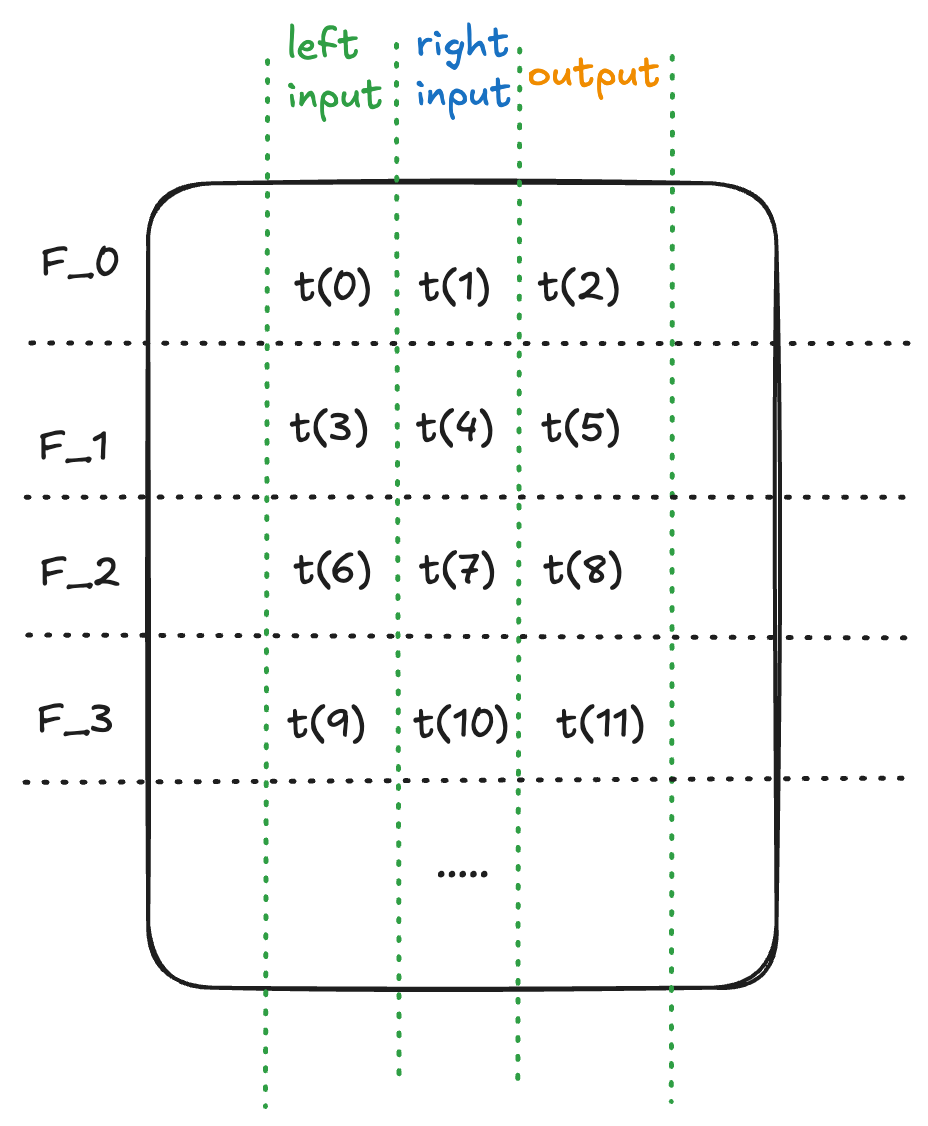 left
input
right
input
output
F_0
t(0) t(1) t(2)
F_1
t(3) t(4) t(5)
F_2
t(6) t(7) t(8)
F_3
t(9) t(10) t(11)
.....